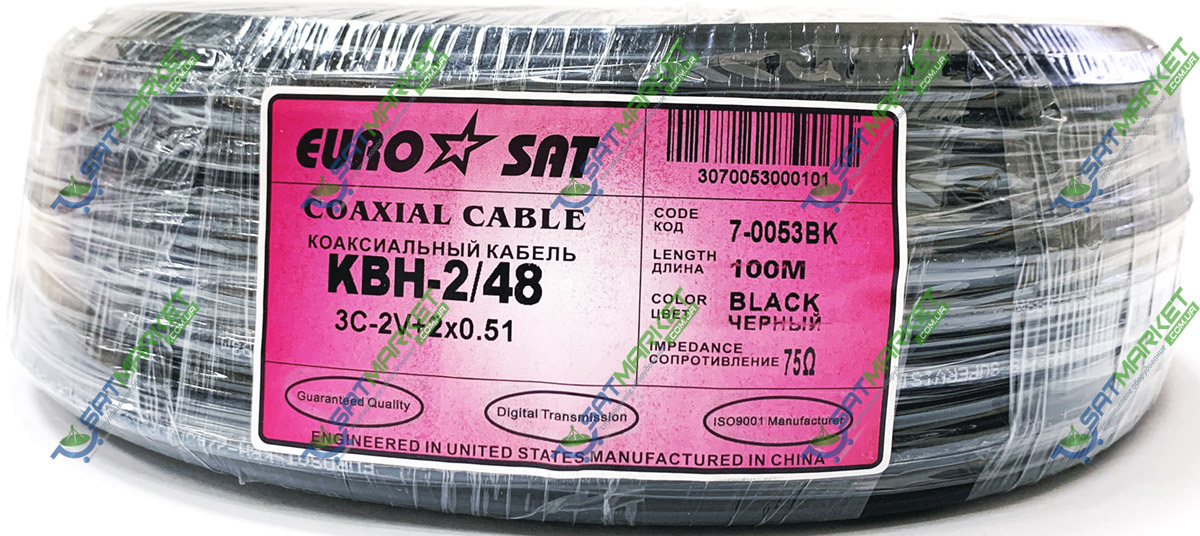 EURO SAT
3070053000101
COAXIAL CABLE
КОАКСИАЛЬНЫЙ КАБЕЛЬ
КВН-2/48
3C-2V+2x0.51
CODE
КОД
7-0053BK
LENGTH
ДЛИНА
100M
COLOR
ЦВЕТ
BLACK
ЧЕРНЫЙ
IMPEDANCE
СОПРОТИВЛЕНИЕ
75Ω
Guaranteed Quality
Digital Transmission
ISO9001 Manufacturer
ENGINEERED IN UNITED STATES MANUFACTURED IN CHINA
SATMARKET
.COM.UA